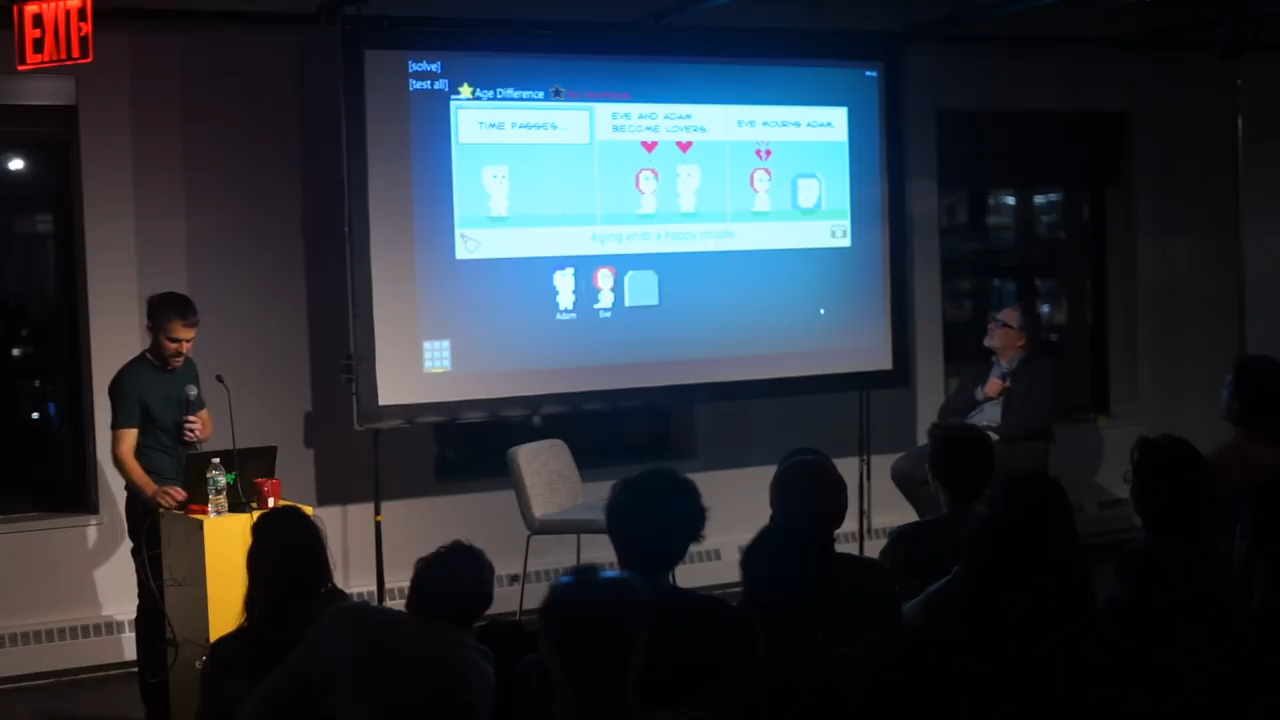 EXIT
[solve]
[test all]
Age Difference
TIME PASSES...
EVE AND ADAM
BECOME LOVERS.
EVE MOURNS ADAM.
Aging ends a happy couple.
Adam
Eve